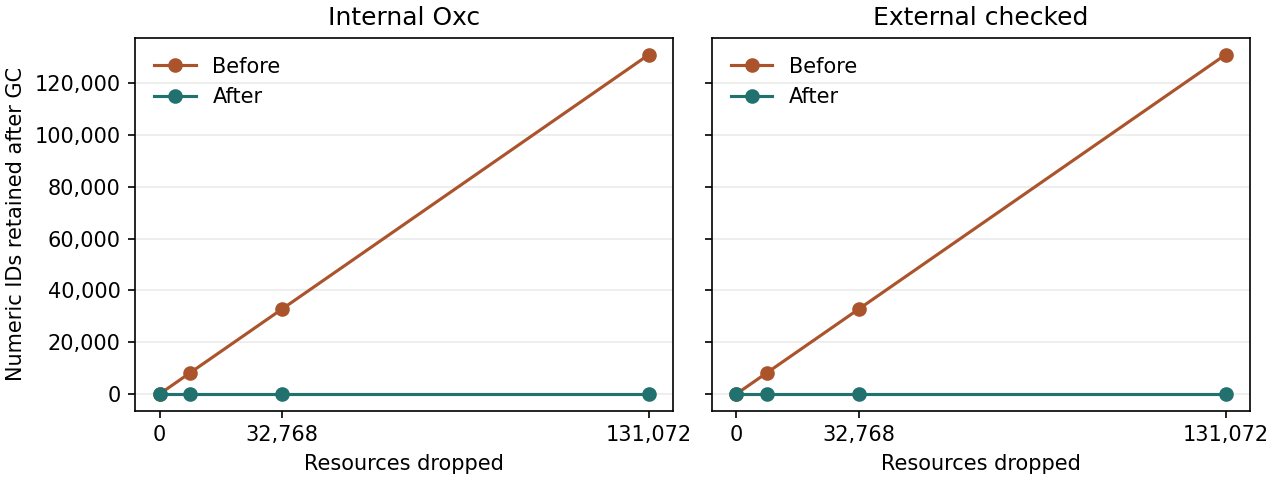 Internal Oxc
External checked
Numeric IDs retained after GC
120,000
100,000
80,000
60,000
40,000
20,000
0
Before
After
Before
After
0
32,768
131,072
0
32,768
131,072
Resources dropped
Resources dropped